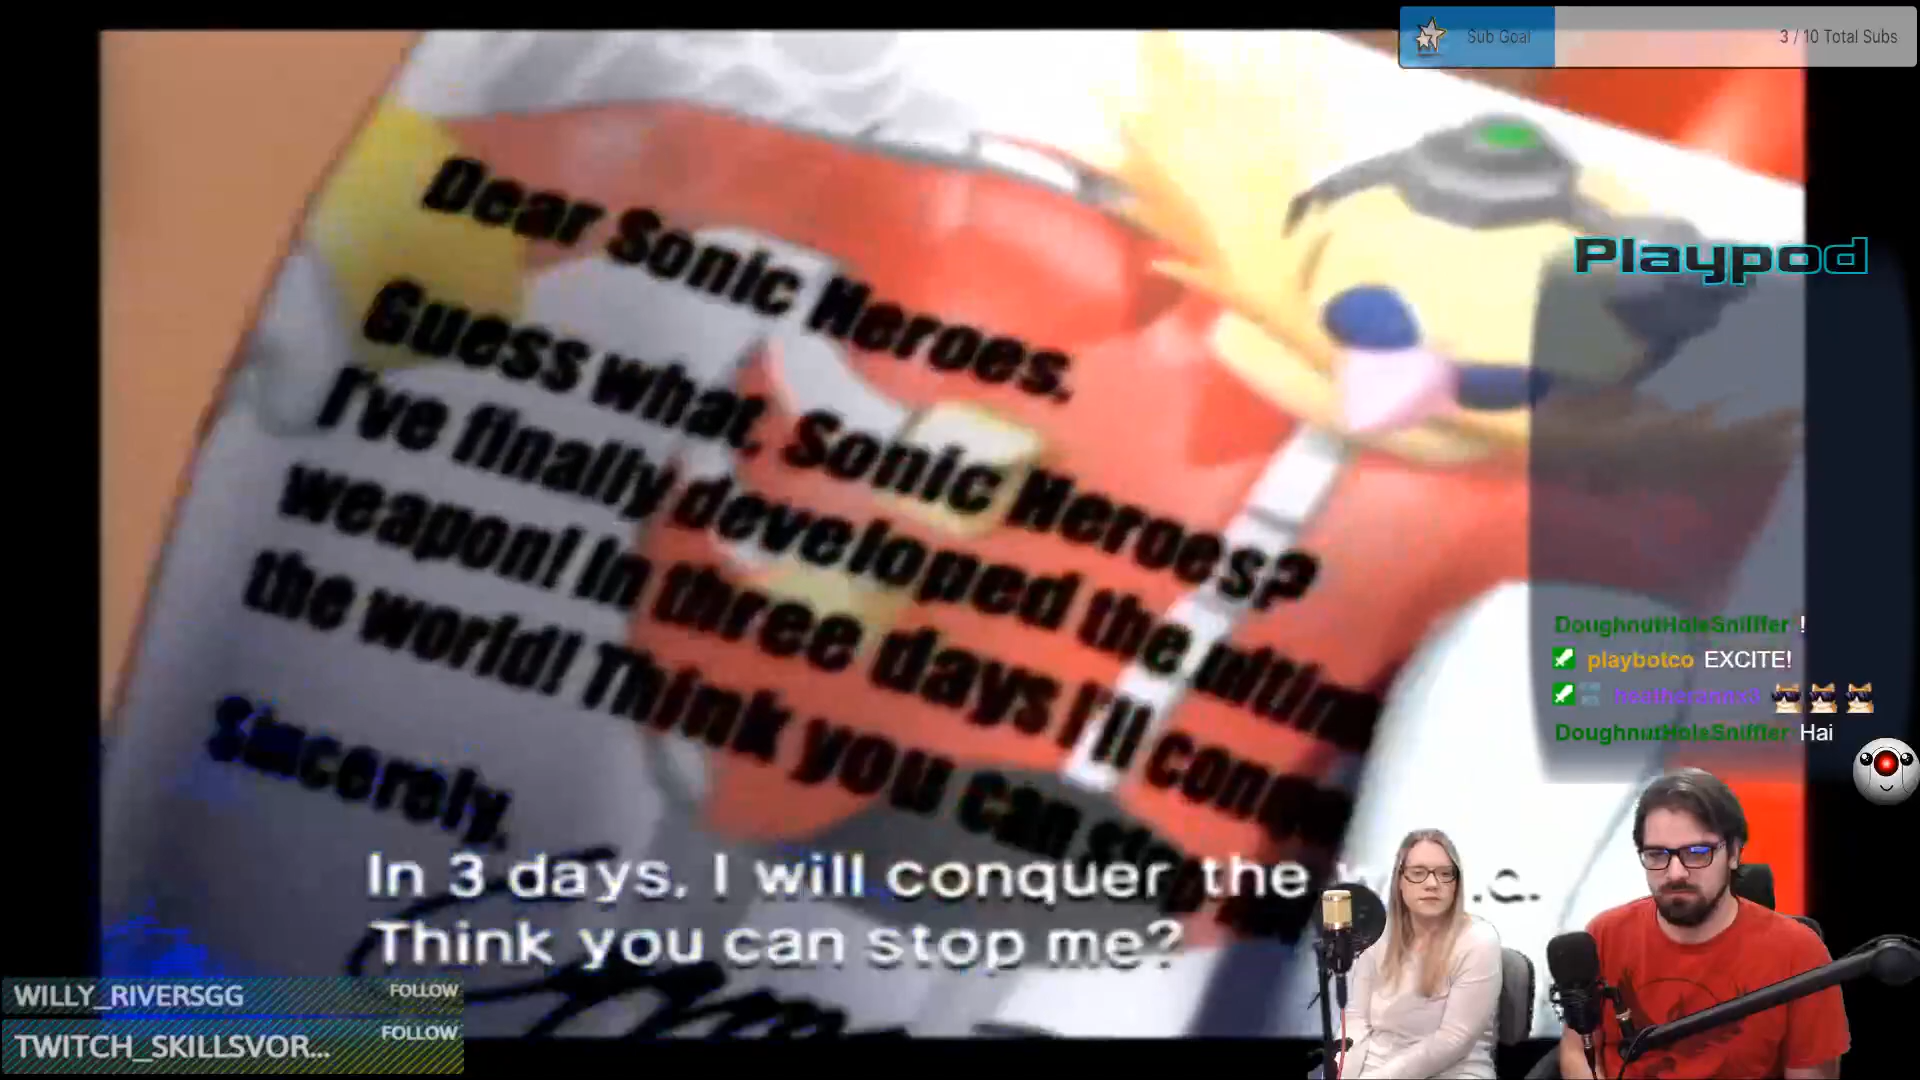 Sub Goal
3 / 10 Total Subs
Playpod
Dear Sonic Heroes,
Guess what, Sonic Heroes?
I've finally developed the
weapon! In three days I'll
the world! Think you can
Sincerely,
In 3 days, I will conquer the
Think you can stop me?
DoughnutHoleSniffer !
playbotco EXCITE!
DoughnutHoleSniffer Hai
WILLY_RIVERSGG FOLLOW
TWITCH_SKILLSVOR... FOLLOW